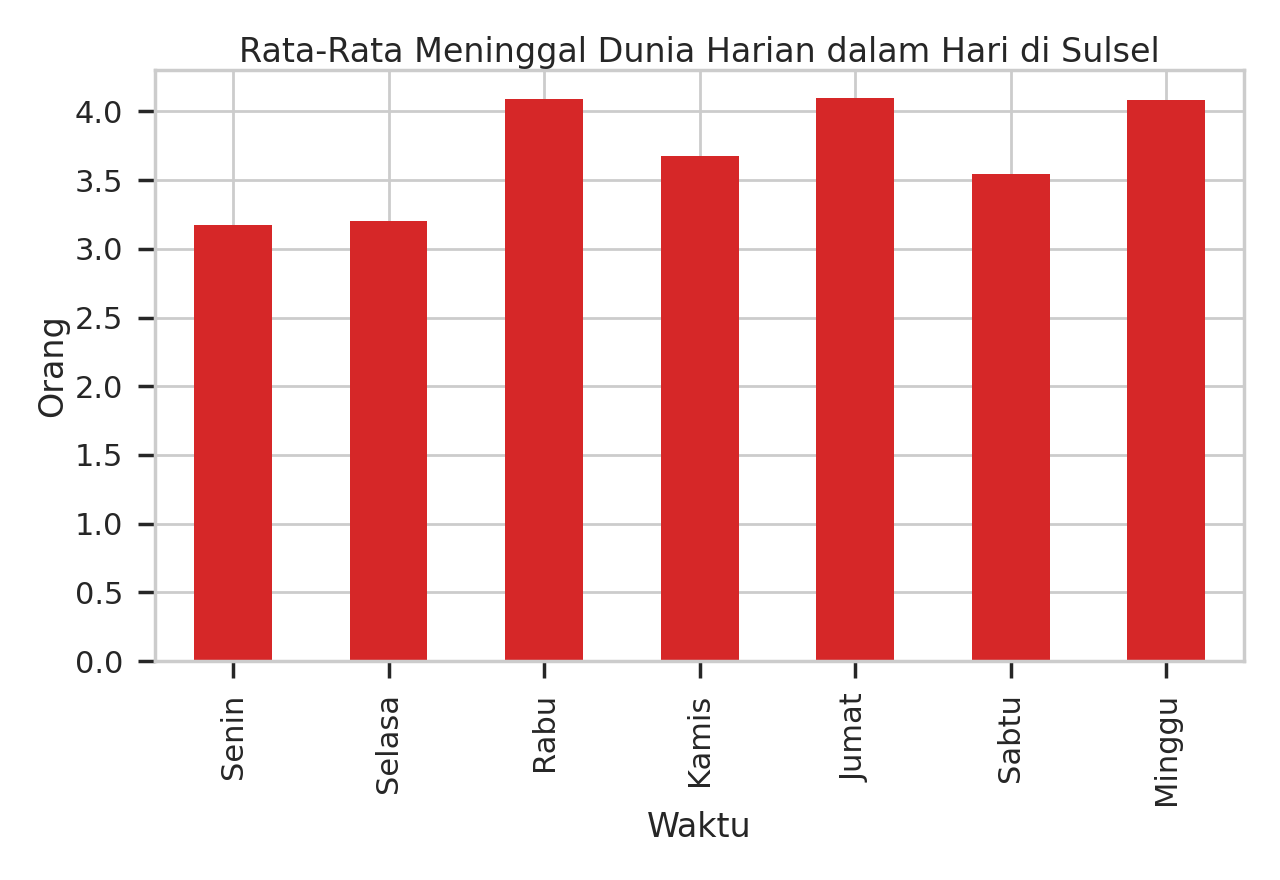 Rata-Rata Meninggal Dunia Harian dalam Hari di Sulsel
Orang
4.0
3.5
3.0
2.5
2.0
1.5
1.0
0.5
0.0
Senin
Selasa
Rabu
Kamis
Jumat
Sabtu
Minggu
Waktu